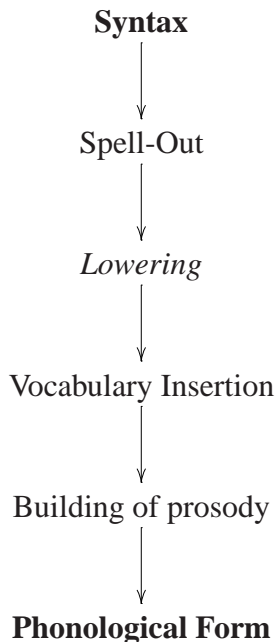 Syntax
Spell-Out
Lowering
Vocabulary Insertion
Building of prosody
Phonological Form